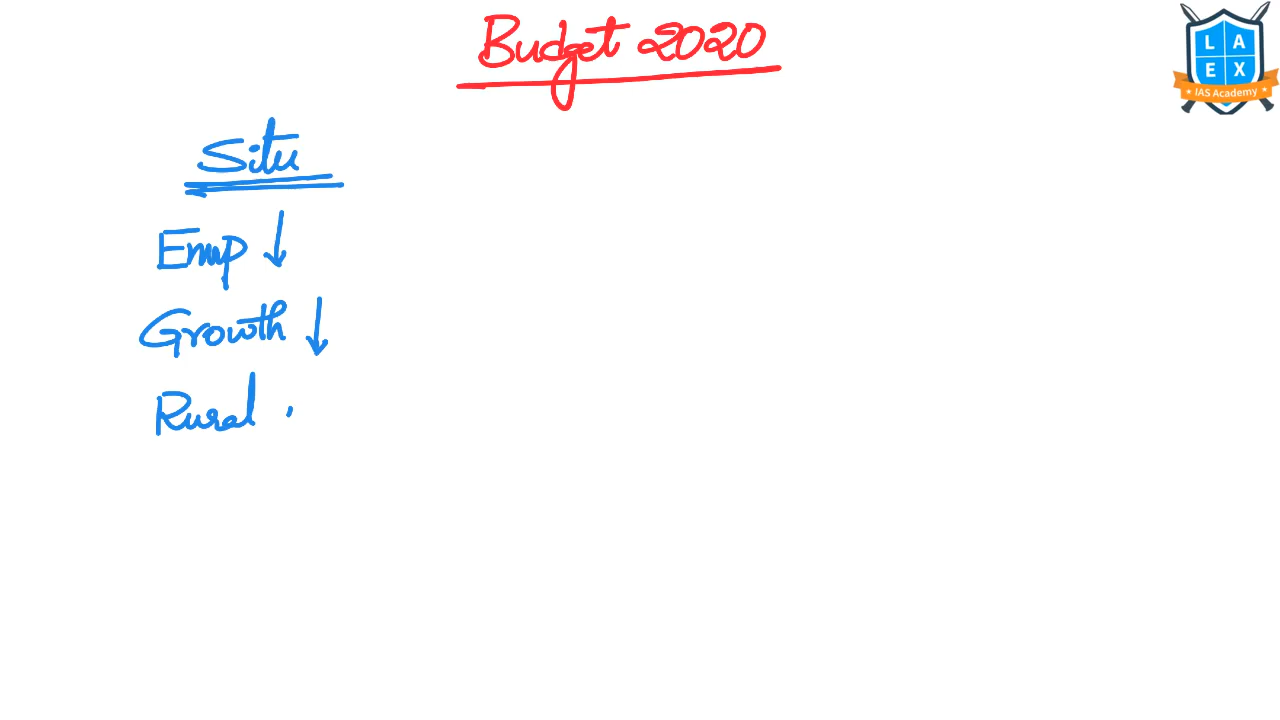 Budget 2020
L A
E X
IAS Academy
Situ
Emp ↓
Growth ↓
Rural